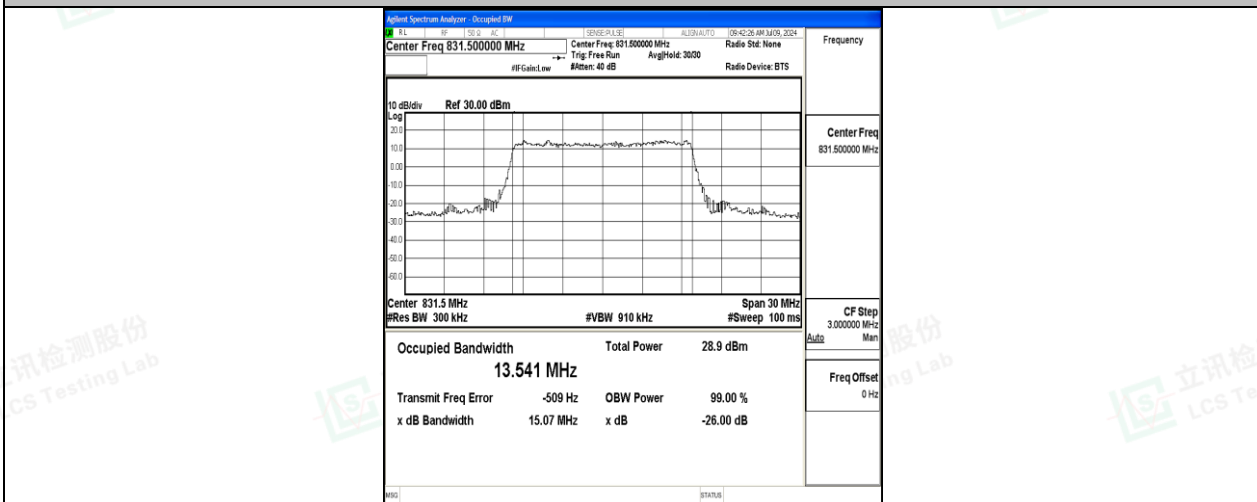 Agilent Spectrum Analyzer - Occupied BW
RL RF 50 Ω AC SENSE:PULSE ALIGN AUTO 09:42:26 AM Jul 09, 2024
Center Freq 831.500000 MHz
Center Freq: 831.500000 MHz
Radio Std: None
Trig: Free Run Avg|Hold: 30/30
#IFGain:Low #Atten: 40 dB
Radio Device: BTS
Frequency
10 dB/div Ref 30.00 dBm
Log
20.0
10.0
0.00
-10.0
-20.0
-30.0
-40.0
-50.0
-60.0
Center Freq
831.500000 MHz
Center 831.5 MHz Span 30 MHz
#Res BW 300 kHz #VBW 910 kHz #Sweep 100 ms
CF Step
3.000000 MHz
Auto Man
Occupied Bandwidth Total Power 28.9 dBm
13.541 MHz
Freq Offset
0 Hz
Transmit Freq Error -509 Hz OBW Power 99.00 %
x dB Bandwidth 15.07 MHz x dB -26.00 dB
MSG STATUS
立讯检测股份
LCS Testing Lab